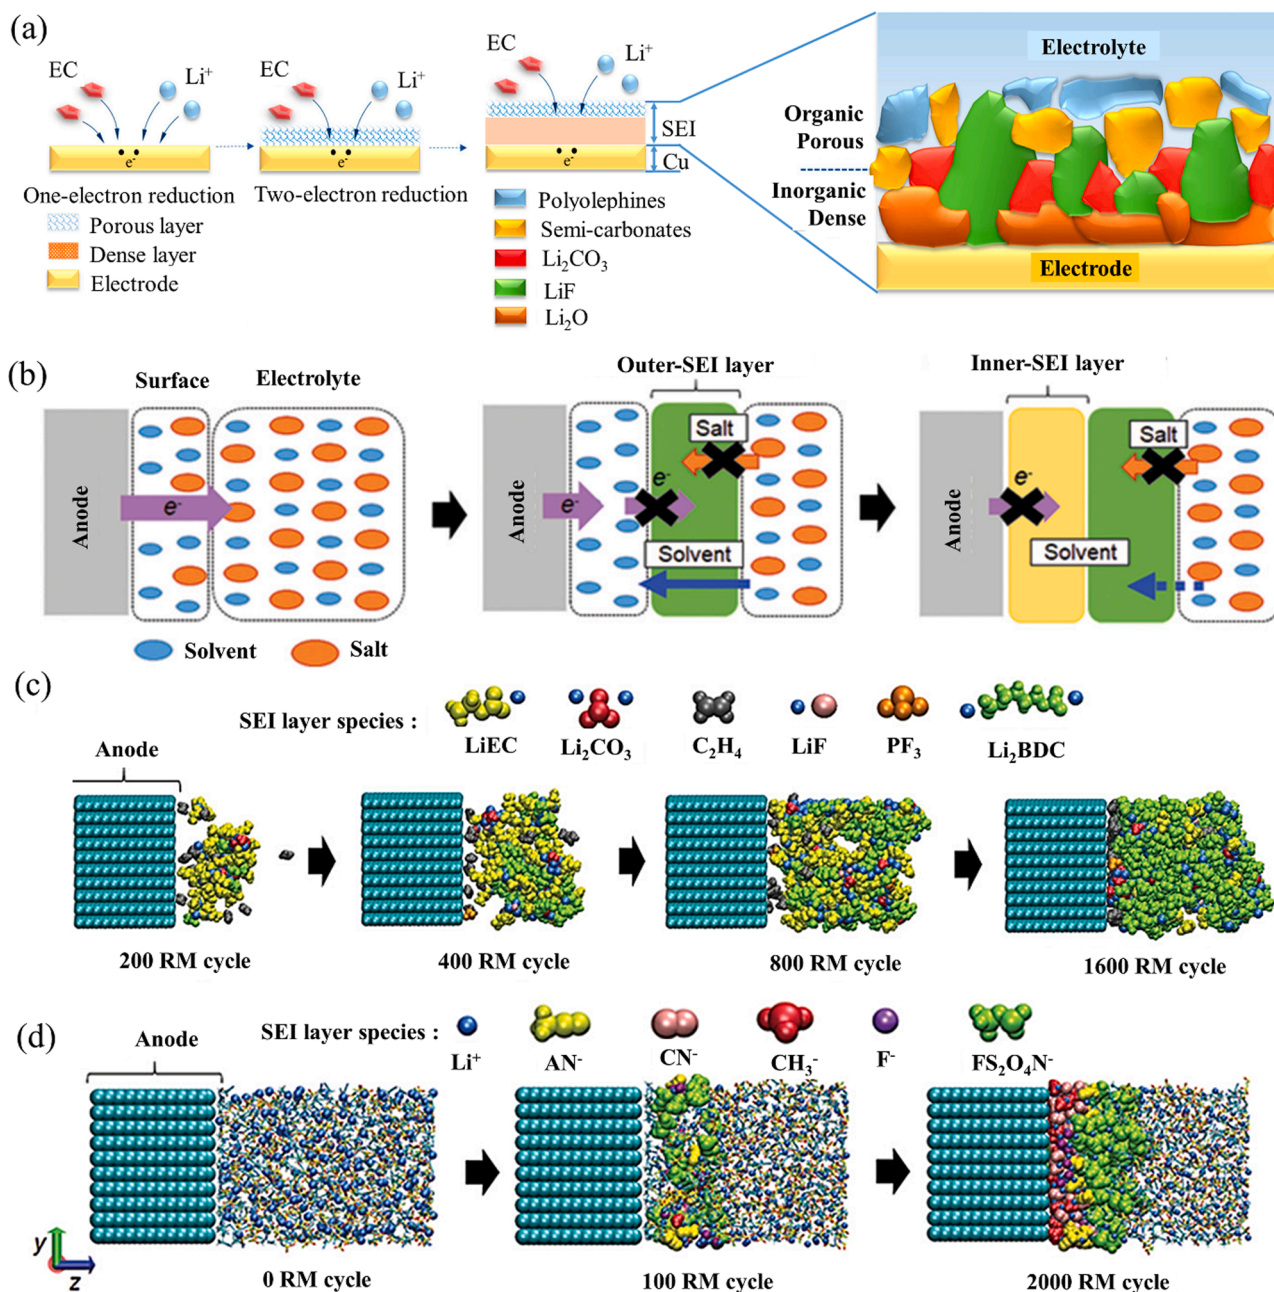 (a)
EC
Li⁺
e⁻
One-electron reduction
EC
Li⁺
e⁻
Two-electron reduction
EC
Li⁺
e⁻
SEI
Cu
Porous layer
Dense layer
Electrode
Polyolephines
Semi-carbonates
Li₂CO₃
LiF
Li₂O
Electrolyte
Organic
Porous
Inorganic
Dense
Electrode
(b)
Surface
Electrolyte
Anode
e⁻
Solvent
Salt
Outer-SEI layer
Anode
e⁻
Salt
Solvent
Inner-SEI layer
Anode
e⁻
Salt
Solvent
(c)
SEI layer species :
LiEC
Li₂CO₃
C₂H₄
LiF
PF₃
Li₂BDC
Anode
200 RM cycle
400 RM cycle
800 RM cycle
1600 RM cycle
(d)
SEI layer species :
Li⁺
AN⁻
CN⁻
CH₃⁻
F⁻
FS₂O₄N⁻
Anode
y
z
0 RM cycle
100 RM cycle
2000 RM cycle